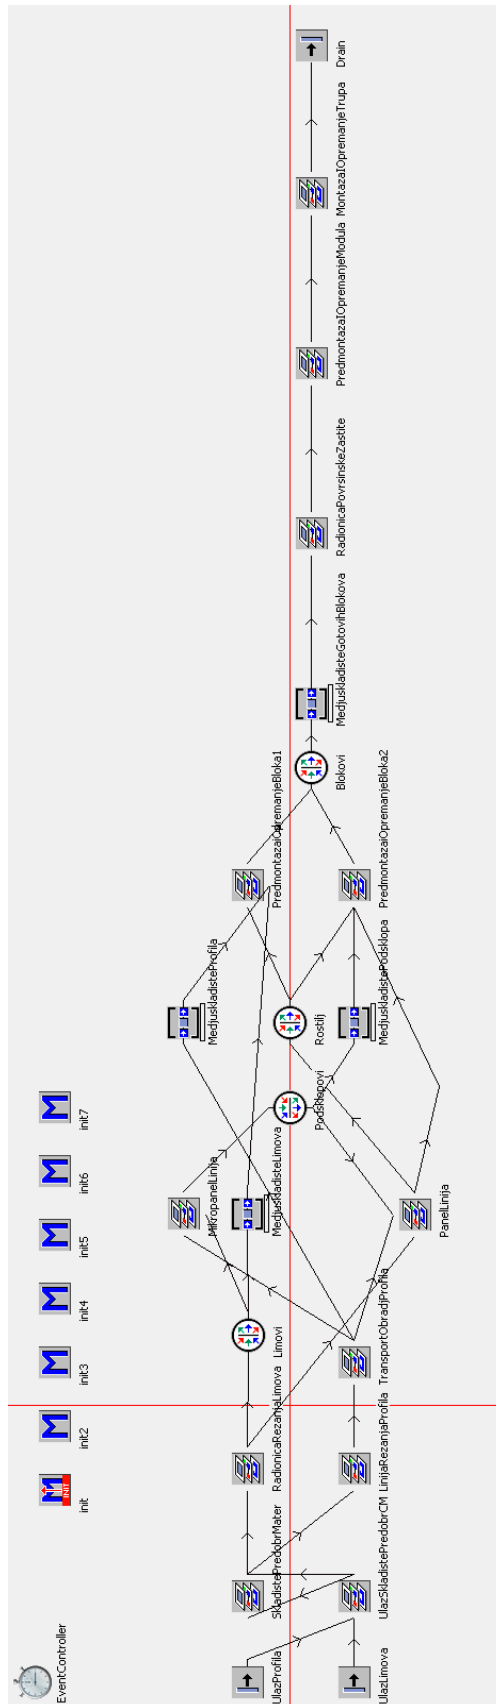 EventController
init
init2
init3
init4
init5
init6
init7
UlazProfila
SkladistePredobrMater
RadionicaRezanjaLimova
Limovi
MedjuskladisteLimova
MikropanelLinija
MedjuskladisteProfila
PredmontazaiOpremanjeBloka1
UlazLimova
UlazSkladistePredobrCM
LinijaRezanjaProfila
TransportObradjProfila
PanelLinija
Podsklopovi
Rostilj
MedjuskladistePodsklopa
PredmontazaiOpremanjeBloka2
Blokovi
MedjuskladisteGotovihBlokova
RadionicaPovrsinskeZastite
PredmontazaIOpremanjeModula
MontazaIOpremanjeTrupa
Drain
M
M
M
M
M
M
M
INIT